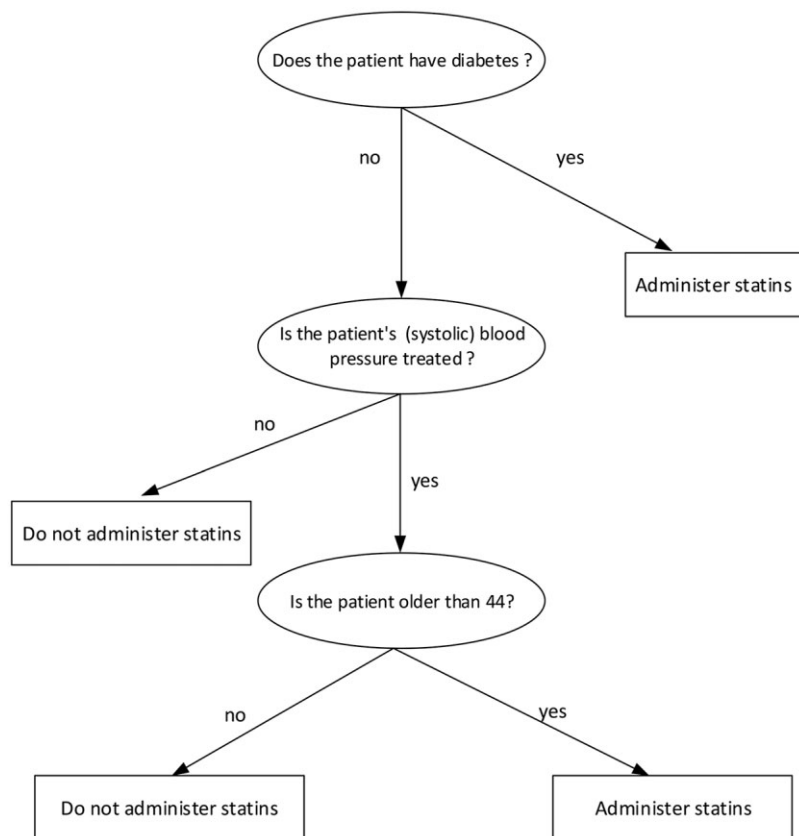 Does the patient have diabetes ?
no
yes
Administer statins
Is the patient's (systolic) blood
pressure treated ?
no
yes
Do not administer statins
Is the patient older than 44?
no
yes
Do not administer statins
Administer statins